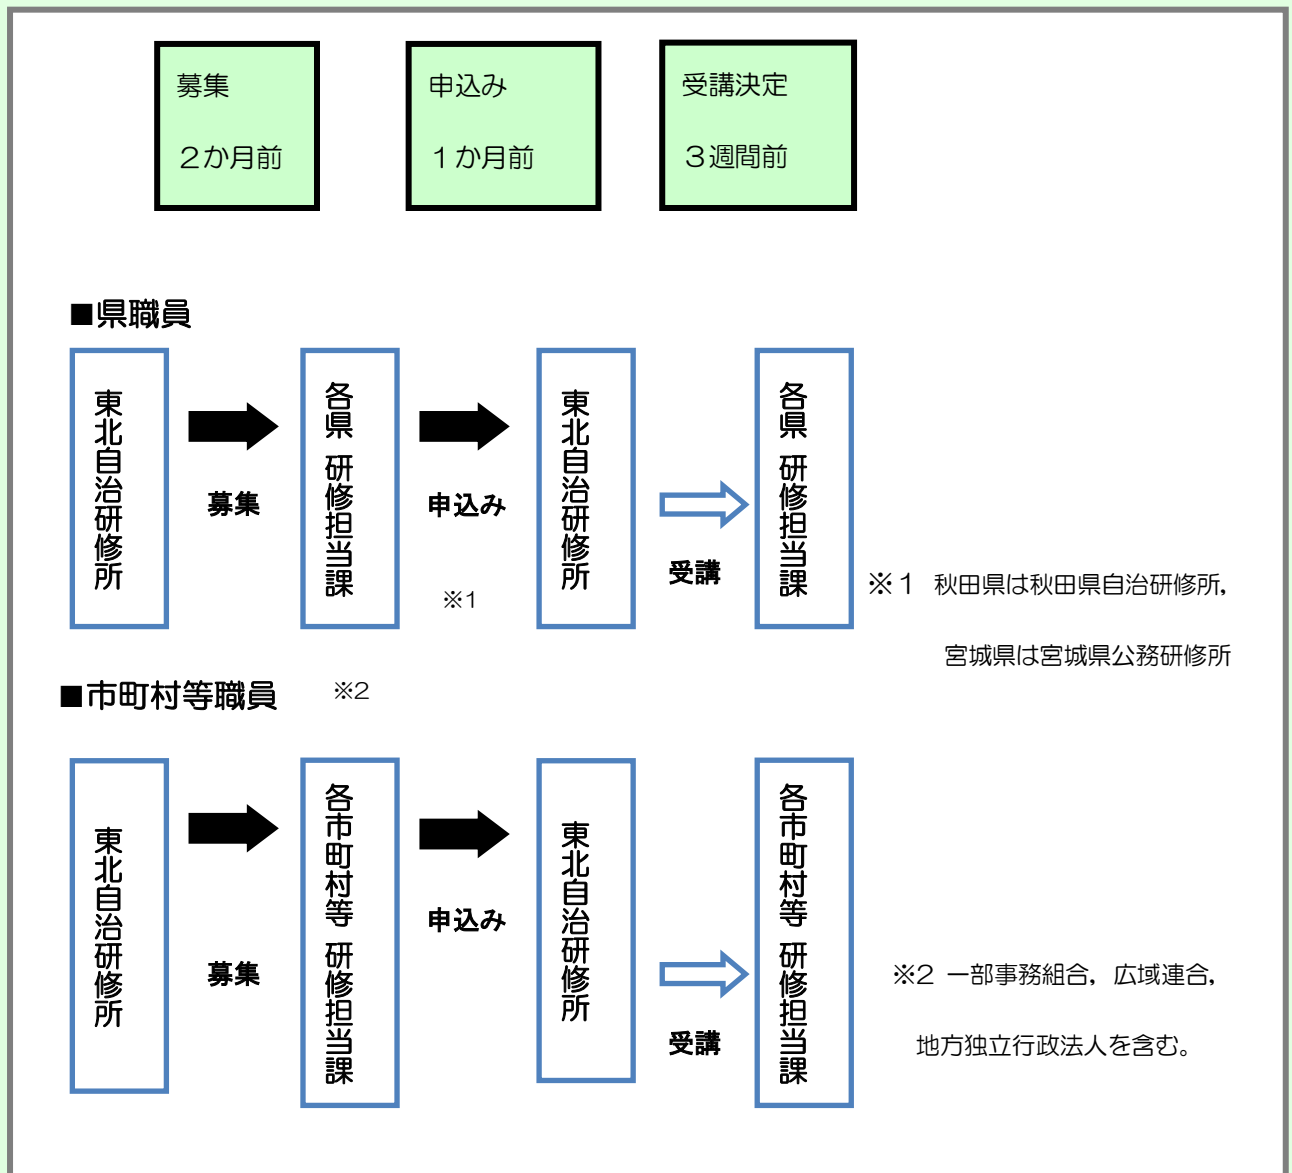 募集
２か月前
申込み
１か月前
受講決定
３週間前
■県職員
東北自治研修所
募集
各県 研修担当課
申込み
※1
東北自治研修所
受講
各県 研修担当課
※１ 秋田県は秋田県自治研修所，
宮城県は宮城県公務研修所
■市町村等職員 ※2
東北自治研修所
募集
各市町村等 研修担当課
申込み
東北自治研修所
受講
各市町村等 研修担当課
※2 一部事務組合，広域連合，
地方独立行政法人を含む。